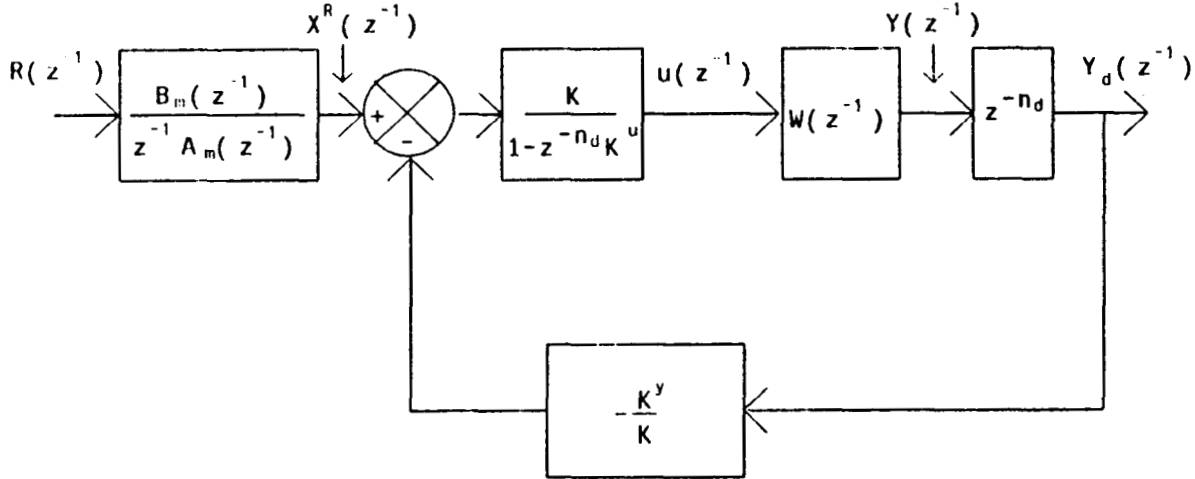 X^R(z^-1)
Y(z^-1)
R(z^-1)
B_m(z^-1)
z^-1 A_m(z^-1)
+
-
K
1-z^-n_d K^u
u(z^-1)
W(z^-1)
z^-n_d
Y_d(z^-1)
-K^y
K